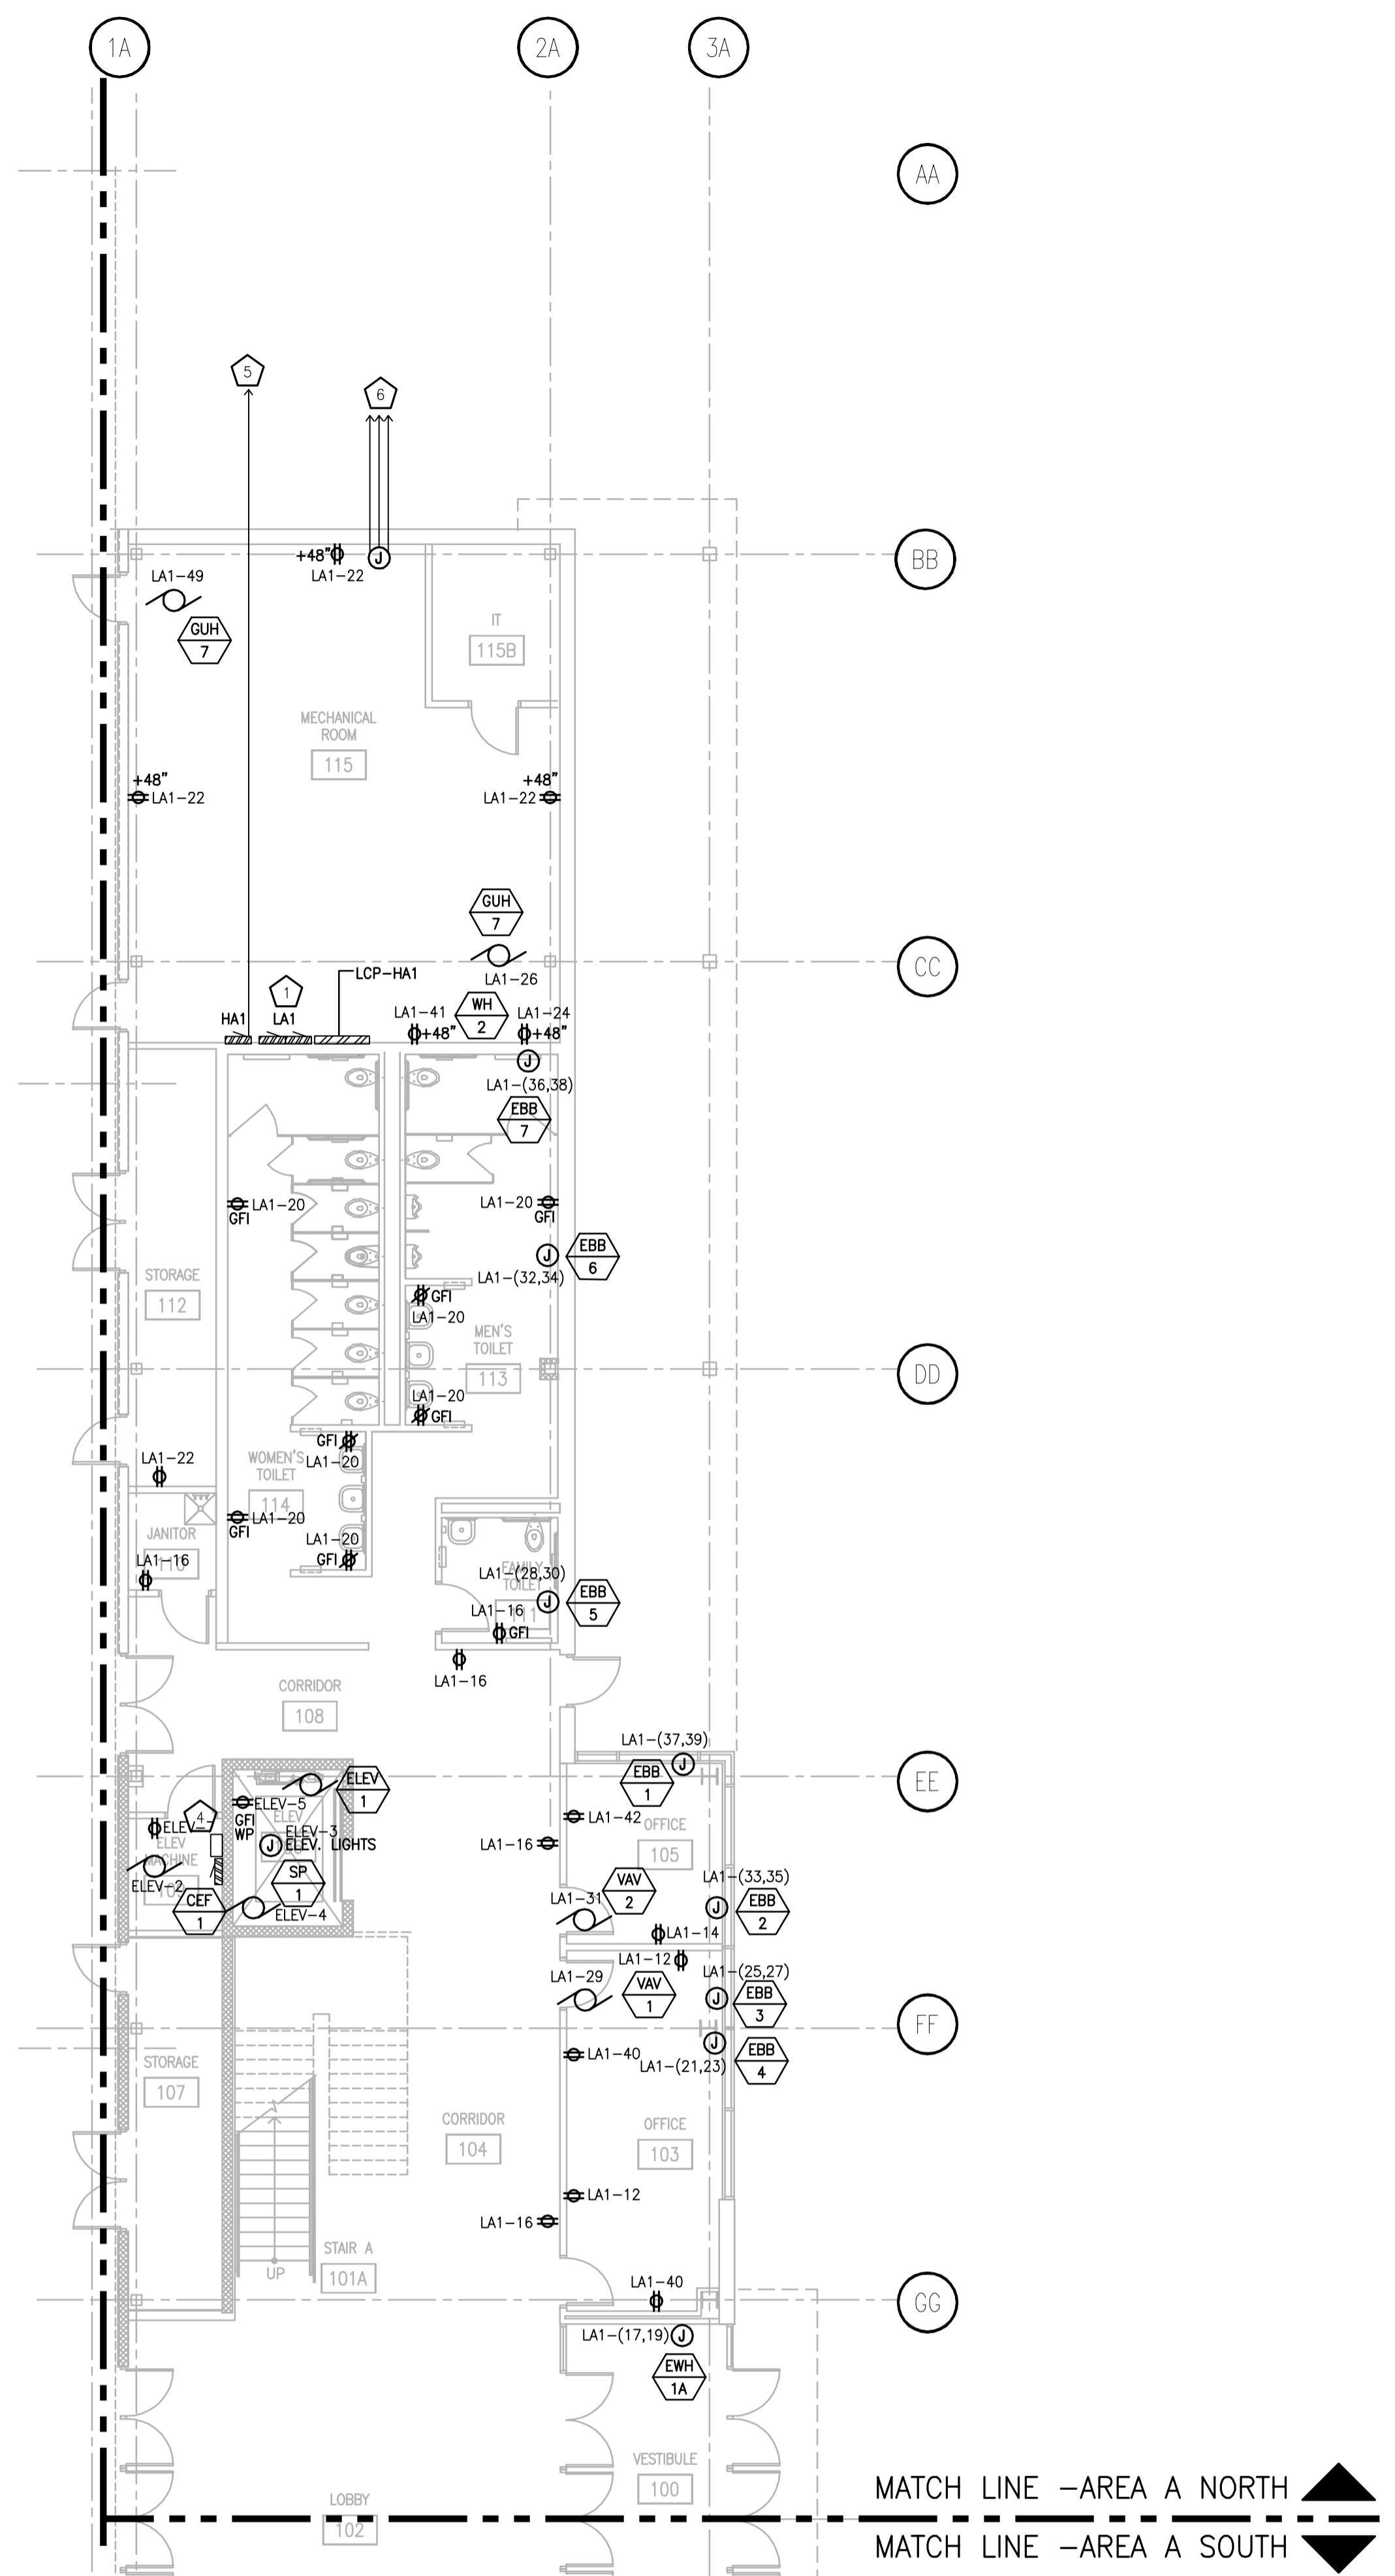 1A
2A
3A
AA
5
6
BB
+48"
LA1-22
LA1-49
GUH
7
IT
115B
MECHANICAL
ROOM
115
+48"
LA1-22
+48"
LA1-22
GUH
7
CC
LA1-26
LCP-HA1
1
HA1
LA1
LA1-41
+48"
WH
2
LA1-24
+48"
LA1-(36,38)
J
EBB
7
LA1-20
GFI
LA1-20
GFI
J
EBB
6
LA1-(32,34)
STORAGE
112
GFI
LA1-20
MEN'S
TOILET
113
DD
LA1-20
GFI
GFI
LA1-20
WOMEN'S
TOILET
114
LA1-22
LA1-20
GFI
LA1-20
GFI
JANITOR
LA1-16
FAMILY
TOILET
LA1-(28,30)
J
EBB
5
LA1-16
GFI
LA1-16
CORRIDOR
108
LA1-(37,39)
J
EBB
1
EE
ELEV
1
ELEV-5
GFI
WP
4
ELEV
ELEV-3
J
ELEV. LIGHTS
ELEV
MACHINE
ELEV-2
SP
1
CEF
1
ELEV-4
LA1-42
LA1-16
OFFICE
105
VAV
2
LA1-31
LA1-(33,35)
J
EBB
2
LA1-14
LA1-12
LA1-29
VAV
1
LA1-(25,27)
J
EBB
3
FF
LA1-40
J
LA1-(21,23)
EBB
4
STORAGE
107
CORRIDOR
104
OFFICE
103
LA1-12
LA1-16
STAIR A
101A
UP
LA1-40
GG
LA1-(17,19)
J
EWH
1A
VESTIBULE
100
LOBBY
102
MATCH LINE -AREA A NORTH
MATCH LINE -AREA A SOUTH